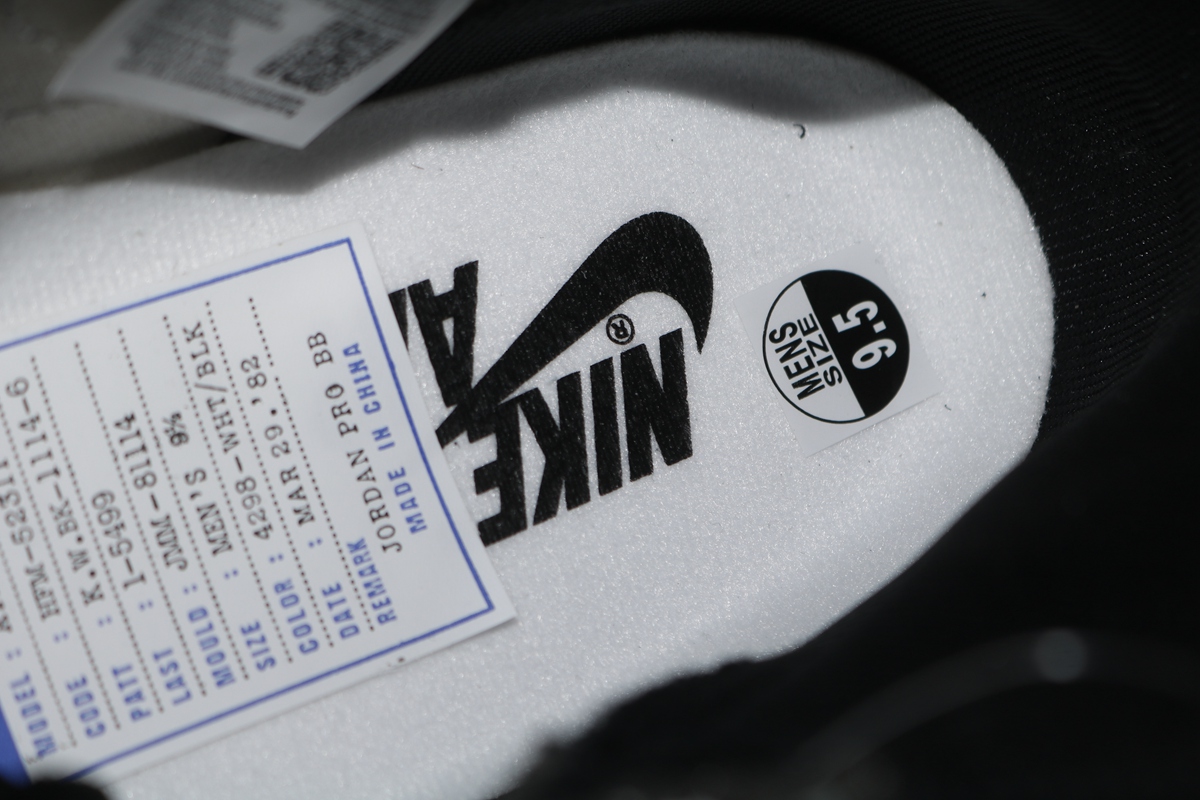 MODEL :
CODE : HPM-5231
PATT : K.W.BK-1114-6
LAST : 1-5499
MOULD : JMM-81114
SIZE : MEN'S 9½
COLOR : 4298-WHT/BLK
DATE : MAR 29.'82
REMARK JORDAN PRO BB
MADE IN CHINA
NIKE
®
MENS
SIZE
9.5